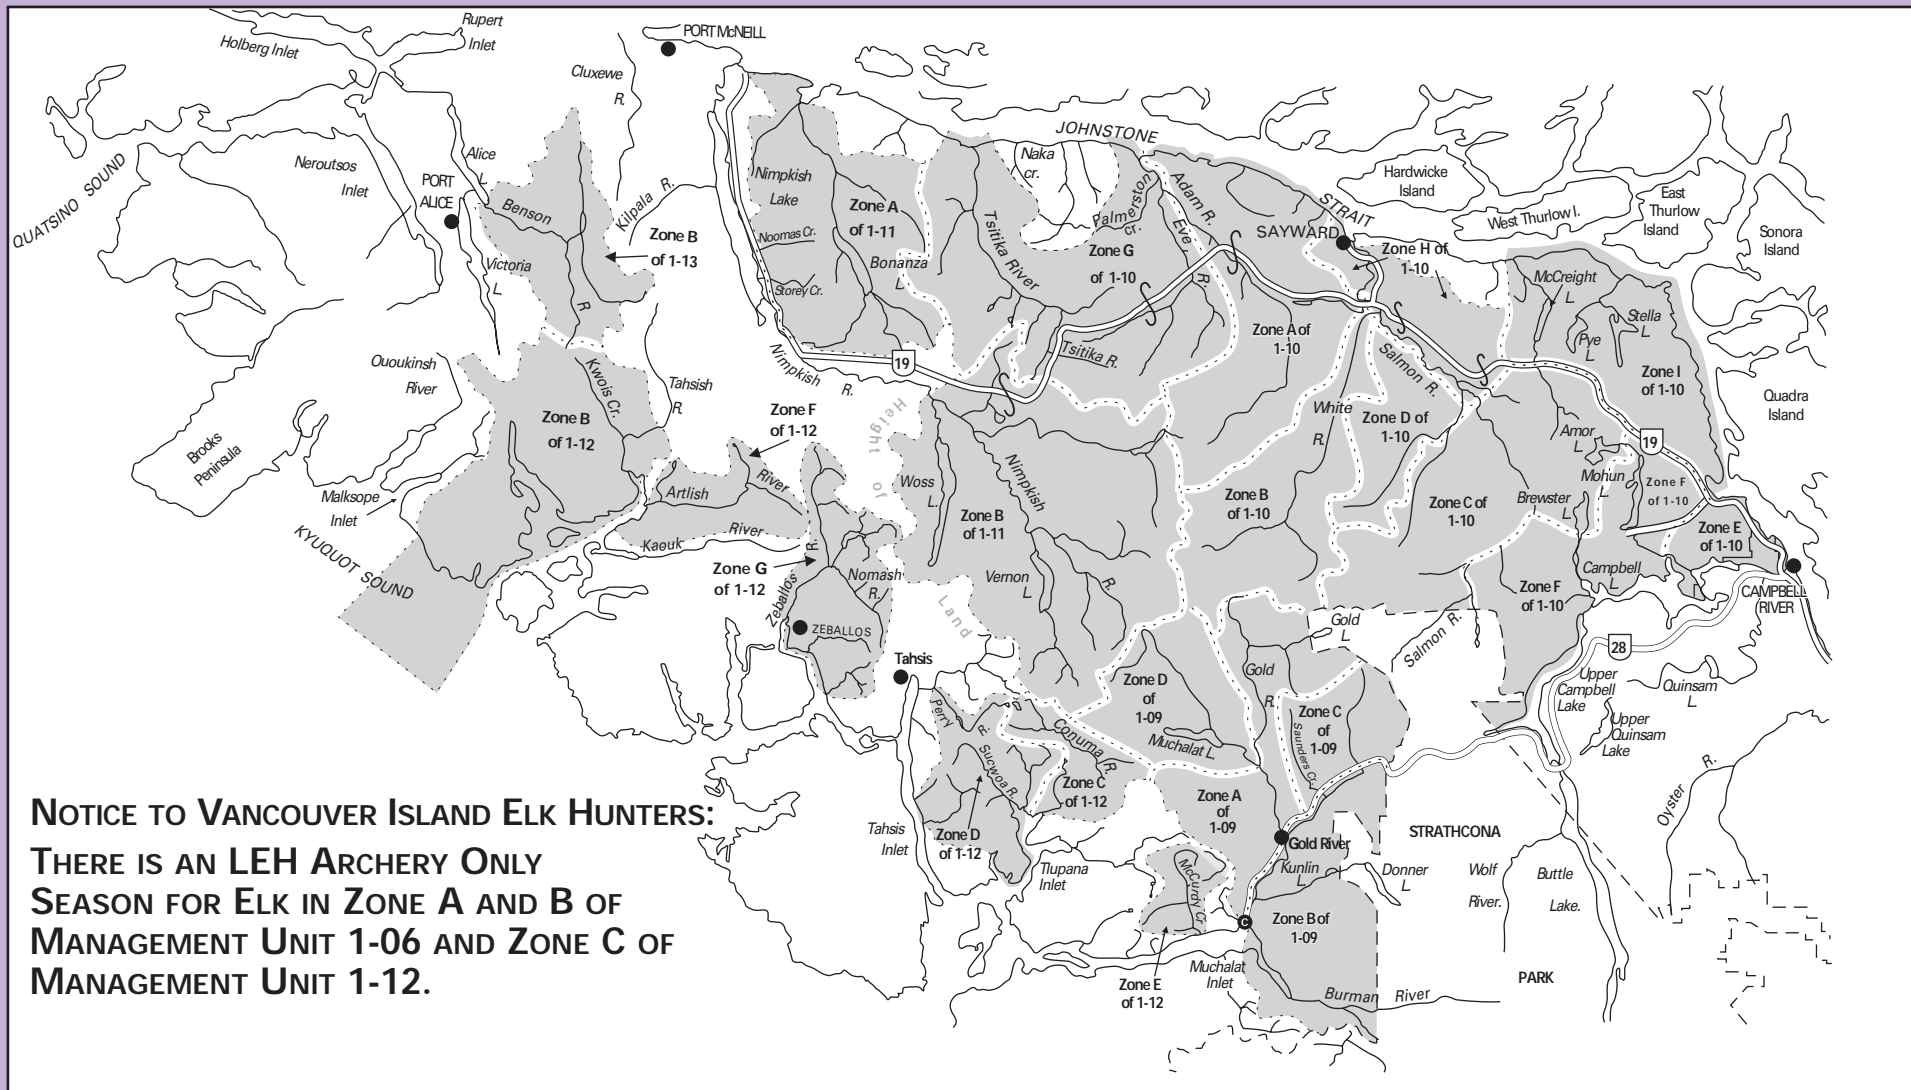 Rupert
Inlet
Holberg Inlet
PORT McNEILL
Cluxewe
R.
QUATSINO SOUND
Neroutsos
Inlet
Alice
L.
PORT
ALICE
Benson
R
Victoria
L.
Kilpala R.
Zone B
of 1-13
Nimpkish
Lake
Noomas Cr.
Storey Cr.
Zone A
of 1-11
Bonanza
L.
Tsitika River
Naka
cr.
JOHNSTONE
STRAIT
Palmerston
Cr.
Zone G
of 1-10
Adam R.
Eve
R.
SAYWARD
Zone H of
1-10
Hardwicke
Island
West Thurlow I.
East
Thurlow
Island
Sonora
Island
McCreight
L.
Stella
L.
Pye
L.
Zone I
of 1-10
Quadra
Island
Zone A of
1-10
Salmon R.
Tsitika R.
19
Nimpkish
R.
Ououkinsh
River
Kwois Cr.
Tahsish
R.
Zone B
of 1-12
Zone F
of 1-12
Height of
Land
Brooks
Peninsula
Malksope
Inlet
KYUQUOT SOUND
Artlish
River
Kaouk
River
Woss
L.
Zone B
of 1-11
Nimpkish
Vernon
L.
R.
White
R.
Zone D of
1-10
Zone B
of 1-10
Zone C of
1-10
Amor
L.
19
Mohun
L.
Brewster
L.
Zone F
of 1-10
Zone E
of 1-10
Campbell
L.
CAMPBELL
RIVER
Zone F
of 1-10
Zone G
of 1-12
Zeballos
R.
Nomash
R.
ZEBALLOS
Tahsis
Gold
L.
Salmon R.
28
Upper
Campbell
Lake
Quinsam
L.
Upper
Quinsam
Lake
Oyster
R.
Zone D
of
1-09
Gold
R.
Zone C
of
1-09
Saunders Cr.
Muchalat L.
Conuma
R.
Perry
R.
Sucwoa R.
Zone C
of 1-12
Zone D
of 1-12
Zone A
of
1-09
Tahsis
Inlet
Tlupana
Inlet
Gold River
Kunlin
L.
Donner
L.
STRATHCONA
Wolf
River.
Buttle
Lake.
PARK
McCurdy Cr.
C
Zone B of
1-09
Zone E
of 1-12
Muchalat
Inlet
Burman River
NOTICE TO VANCOUVER ISLAND ELK HUNTERS:
THERE IS AN LEH ARCHERY ONLY
SEASON FOR ELK IN ZONE A AND B OF
MANAGEMENT UNIT 1-06 AND ZONE C OF
MANAGEMENT UNIT 1-12.